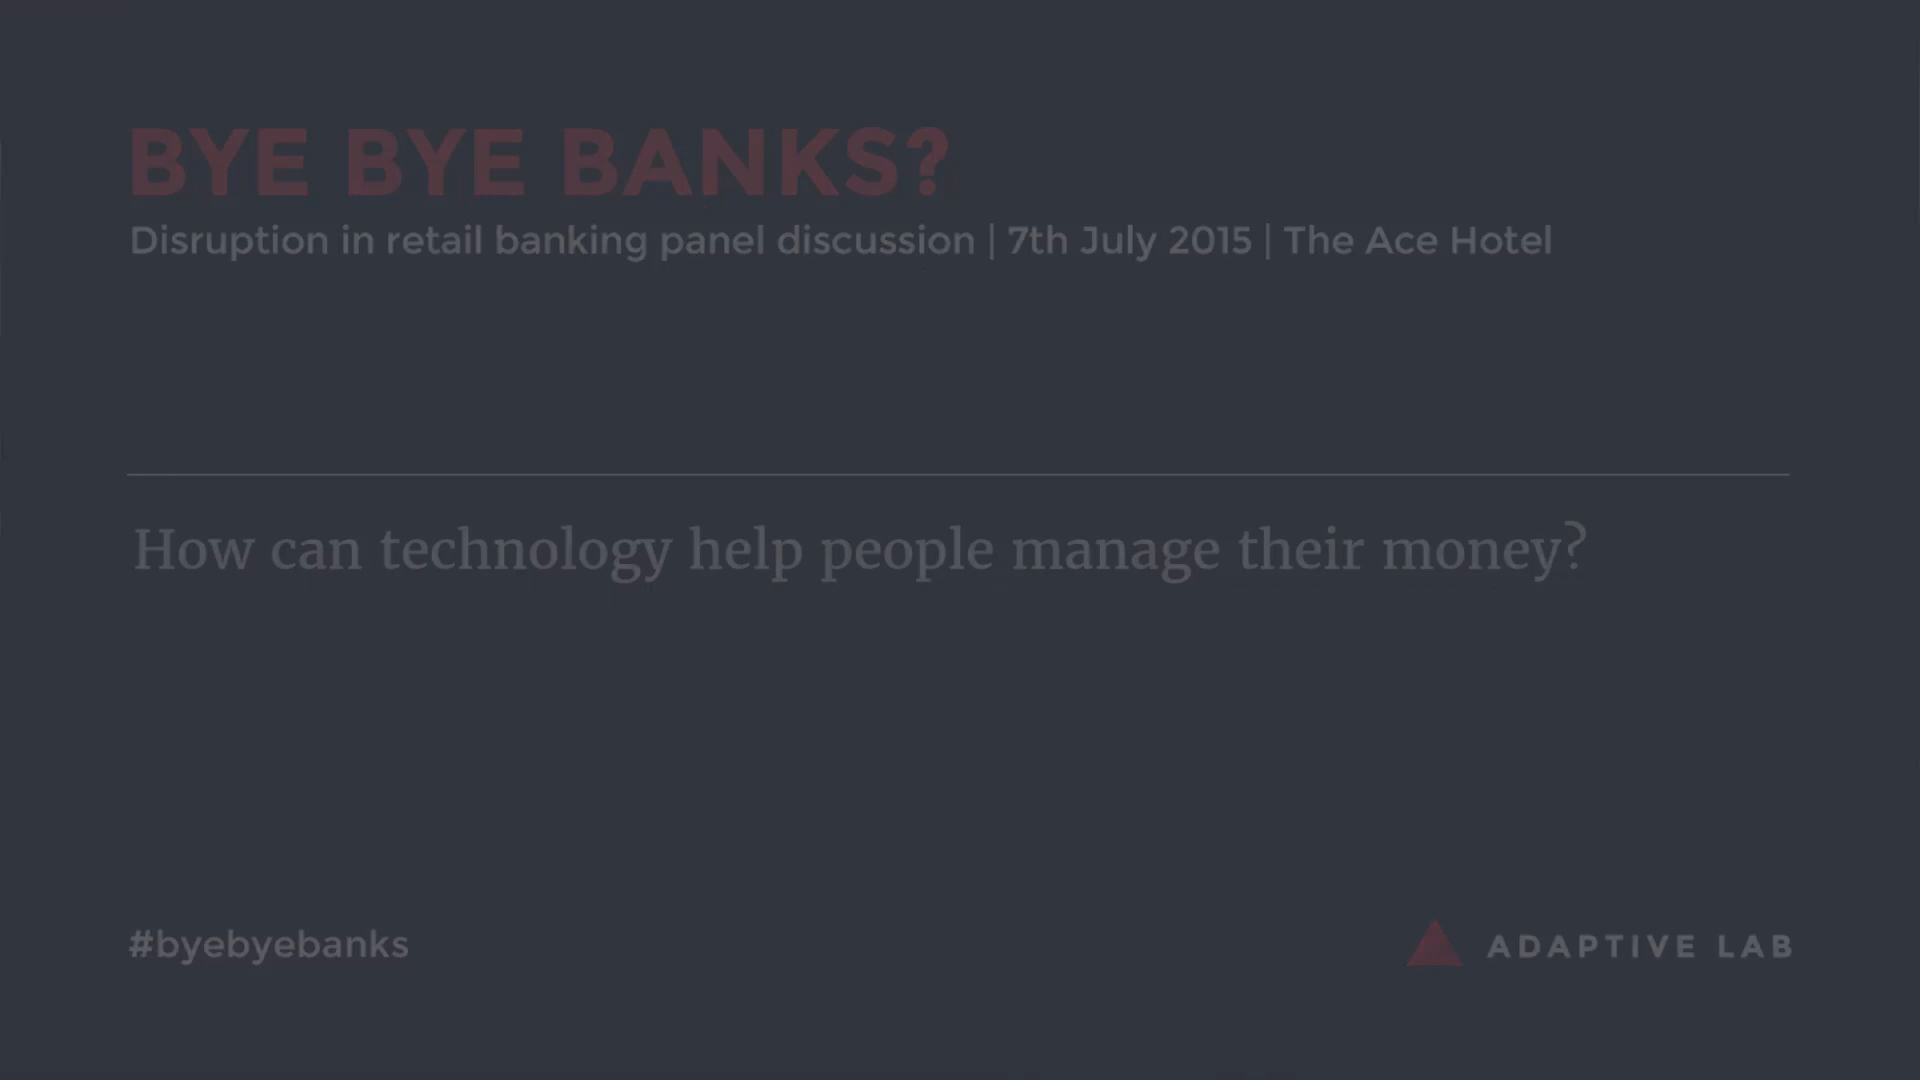 BYE BYE BANKS?
Disruption in retail banking panel discussion | 7th July 2015 | The Ace Hotel
How can technology help people manage their money?
#byebyebanks
ADAPTIVE LAB